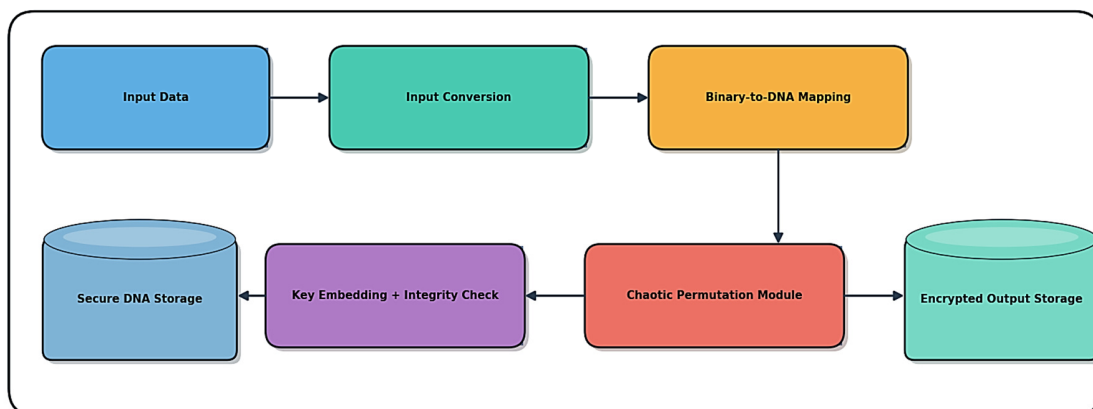 Input Data
Input Conversion
Binary-to-DNA Mapping
Secure DNA Storage
Key Embedding + Integrity Check
Chaotic Permutation Module
Encrypted Output Storage